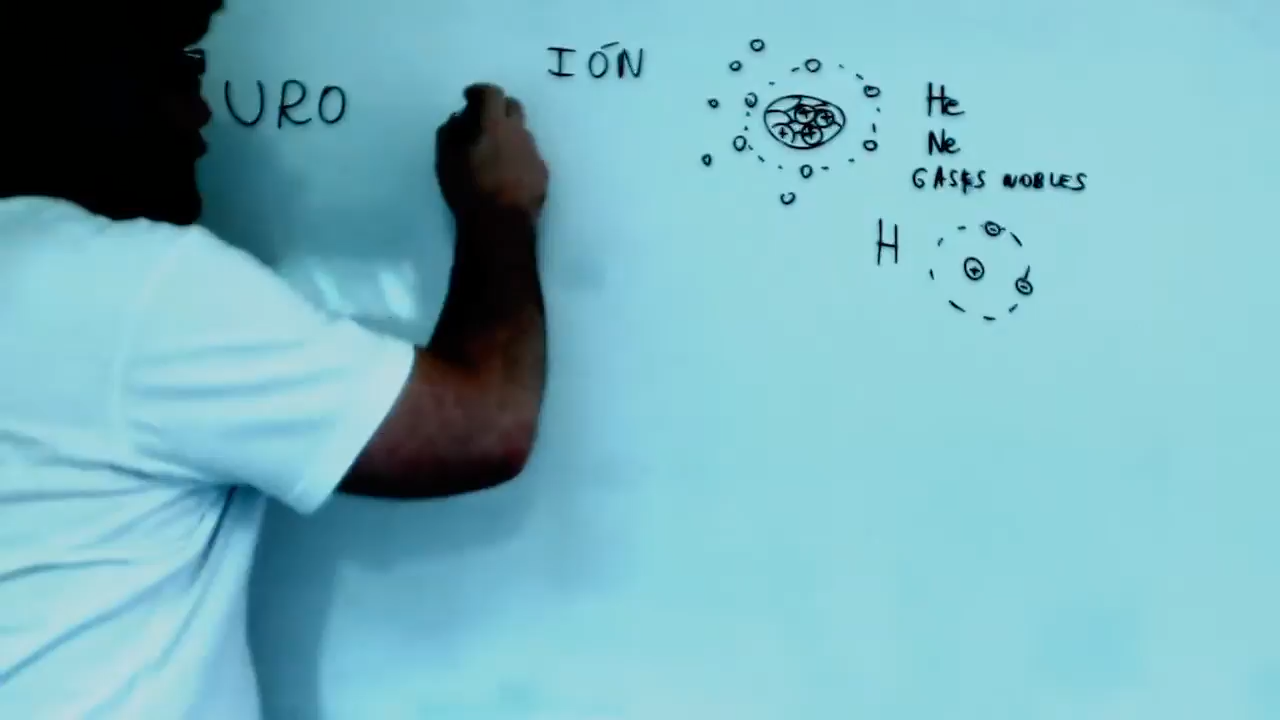 URO
IÓN
He
Ne
GASES NOBLES
H